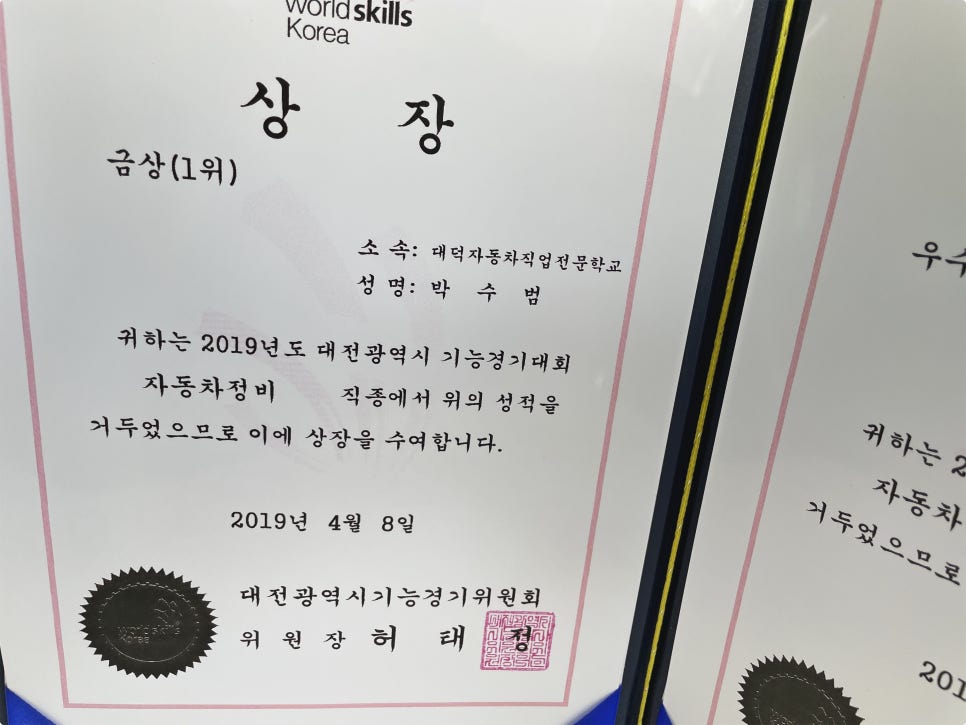 World skills
Korea
상 장
금상(1위)
소 속: 대덕자동차직업전문학교
성 명: 박 수 범
귀하는 2019년도 대전광역시 기능경기대회
자동차정비 직종에서 위의 성적을
거두었으므로 이에 상장을 수여합니다.
2019년 4월 8일
대전광역시기능경기위원회
위 원 장 허 태 정
World skills
Korea
우수
귀하는 2
자동차
거두었으므로
201